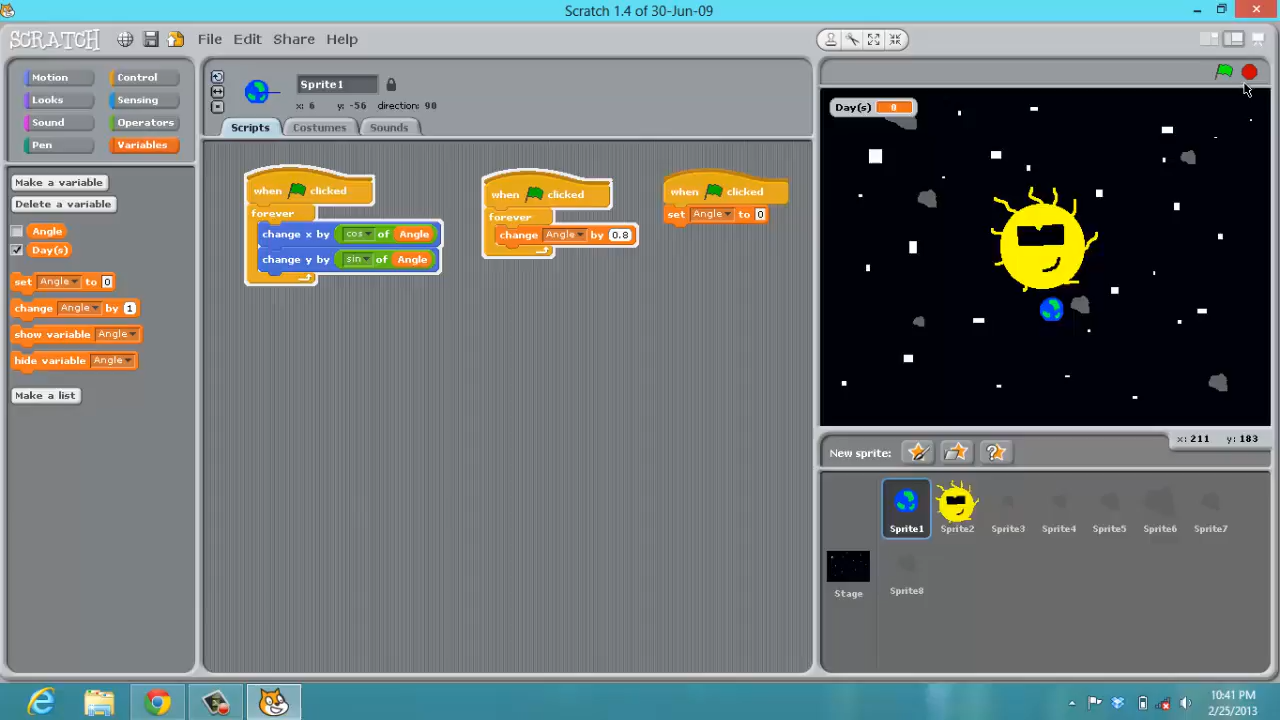 Scratch 1.4 of 30-Jun-09
SCRATCH File Edit Share Help
Motion Control
Looks Sensing
Sound Operators
Pen Variables
Make a variable
Delete a variable
Angle
Day(s)
set Angle to 0
change Angle by 1
show variable Angle
hide variable Angle
Make a list
Sprite1
x: 6 y: -56 direction: 90
Scripts Costumes Sounds
when clicked
forever
change x by cos of Angle
change y by sin of Angle
when clicked
forever
change Angle by 0.8
when clicked
set Angle to 0
Day(s) 0
x: 211 y: 183
New sprite:
Sprite1 Sprite2 Sprite3 Sprite4 Sprite5 Sprite6 Sprite7
Stage Sprite8
10:41 PM
2/25/2013